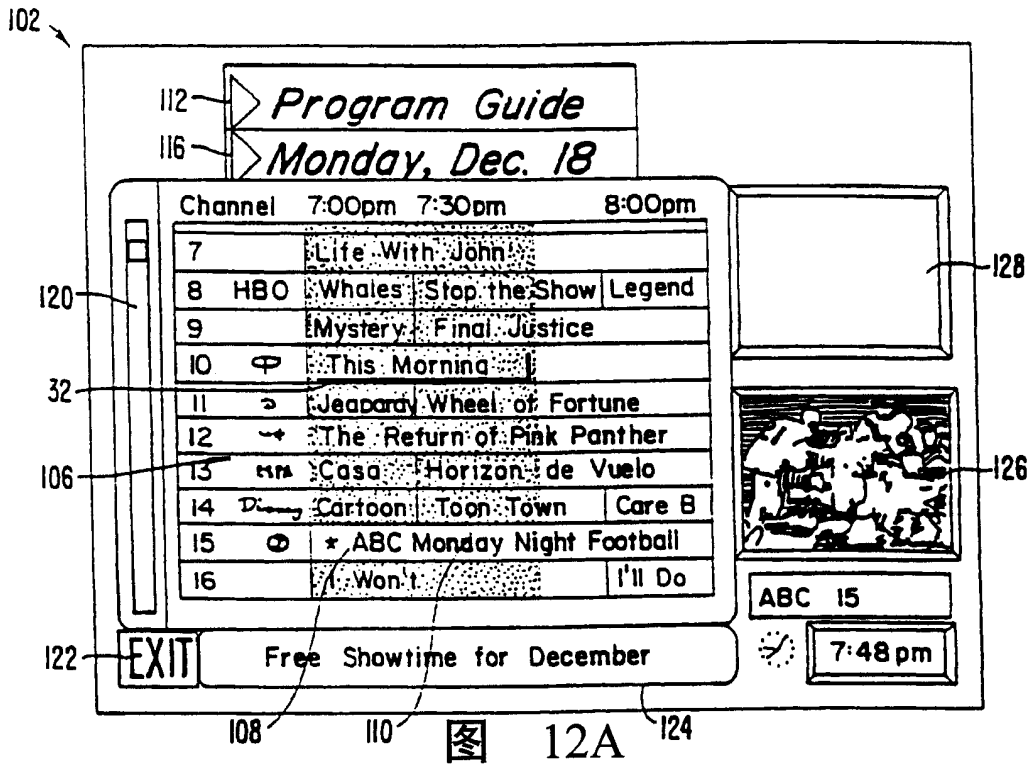 102
112 Program Guide
116 Monday, Dec. 18
Channel 7:00pm 7:30pm 8:00pm
7 Life With John
8 HBO Whales Stop the Show Legend
128
120
9 Mystery Final Justice
10 This Morning
32
11 Jeapardy Wheel of Fortune
12 The Return of Pink Panther
106
13 Casa Horizon de Vuelo
126
14 Disney Cartoon Toon Town Care B
15 * ABC Monday Night Football
16 I Won't I'll Do
ABC 15
122 EXIT Free Showtime for December 7:48pm
108 110 124
图 12A